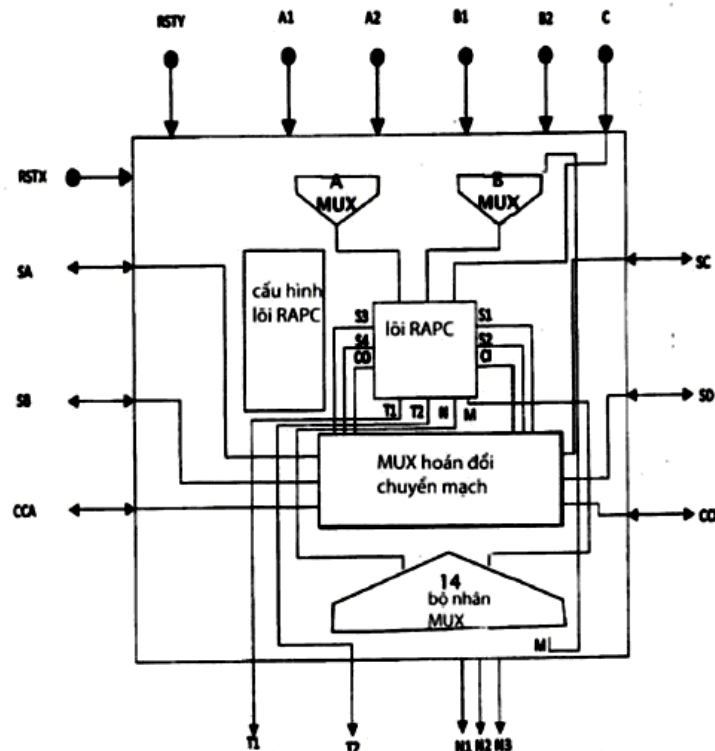 RSTY A1 A2 B1 B2 C
RSTX
A
MUX
B
MUX
SA
SC
cấu hình
lõi RAPC
lõi RAPC
S3
S4
CO
S1
S2
CI
SB
SD
T1 T2 N M
MUX hoán đổi
chuyển mạch
CCA
14
bộ nhân
MUX
M
T1 T2 N1 N2 N3